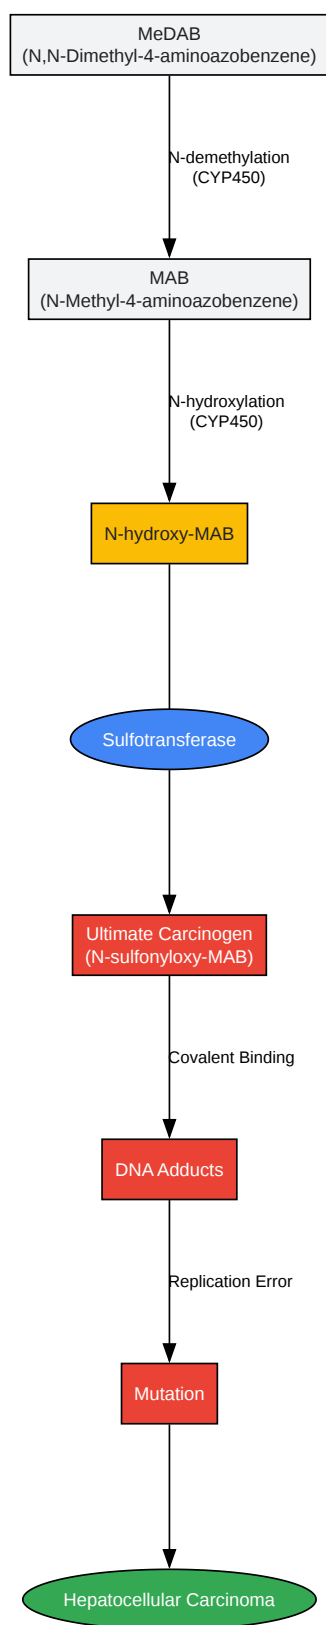 MeDAB
(N,N-Dimethyl-4-aminoazobenzene)
N-demethylation
(CYP450)
MAB
(N-Methyl-4-aminoazobenzene)
N-hydroxylation
(CYP450)
N-hydroxy-MAB
Sulfotransferase
Ultimate Carcinogen
(N-sulfonyloxy-MAB)
Covalent Binding
DNA Adducts
Replication Error
Mutation
Hepatocellular Carcinoma